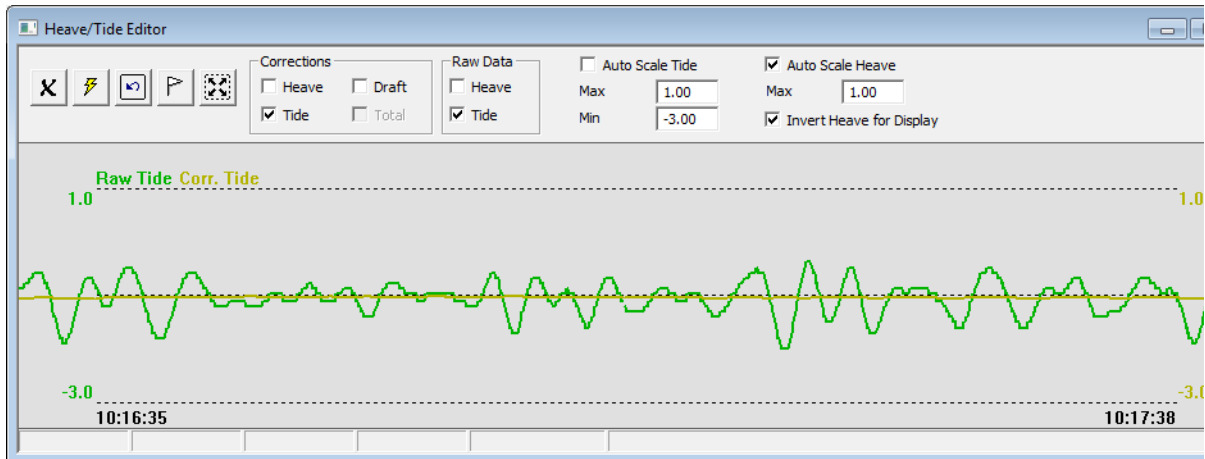 Heave/Tide Editor
Corrections
Heave Draft
Tide Total
Raw Data
Heave
Tide
Auto Scale Tide
Max 1.00
Min -3.00
Auto Scale Heave
Max 1.00
Invert Heave for Display
Raw Tide Corr. Tide
1.0 1.0
-3.0 -3.0
10:16:35 10:17:38